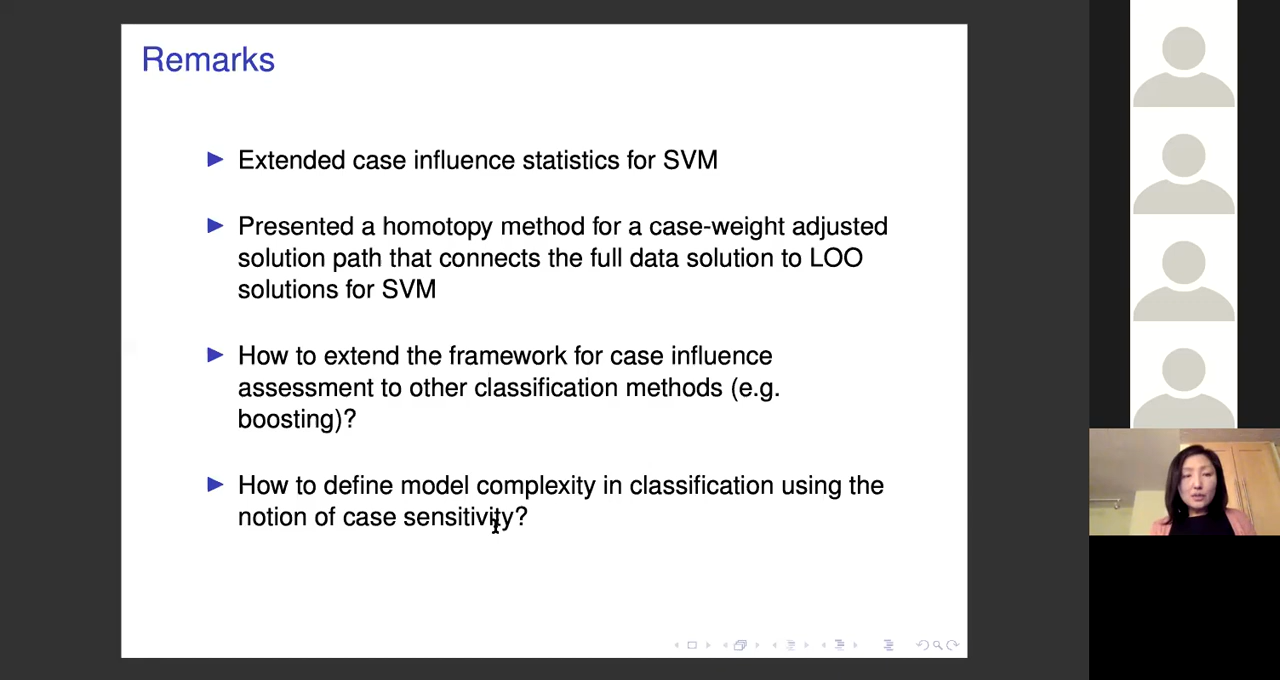 Remarks
Extended case influence statistics for SVM
Presented a homotopy method for a case-weight adjusted
solution path that connects the full data solution to LOO
solutions for SVM
How to extend the framework for case influence
assessment to other classification methods (e.g.
boosting)?
How to define model complexity in classification using the
notion of case sensitivity?